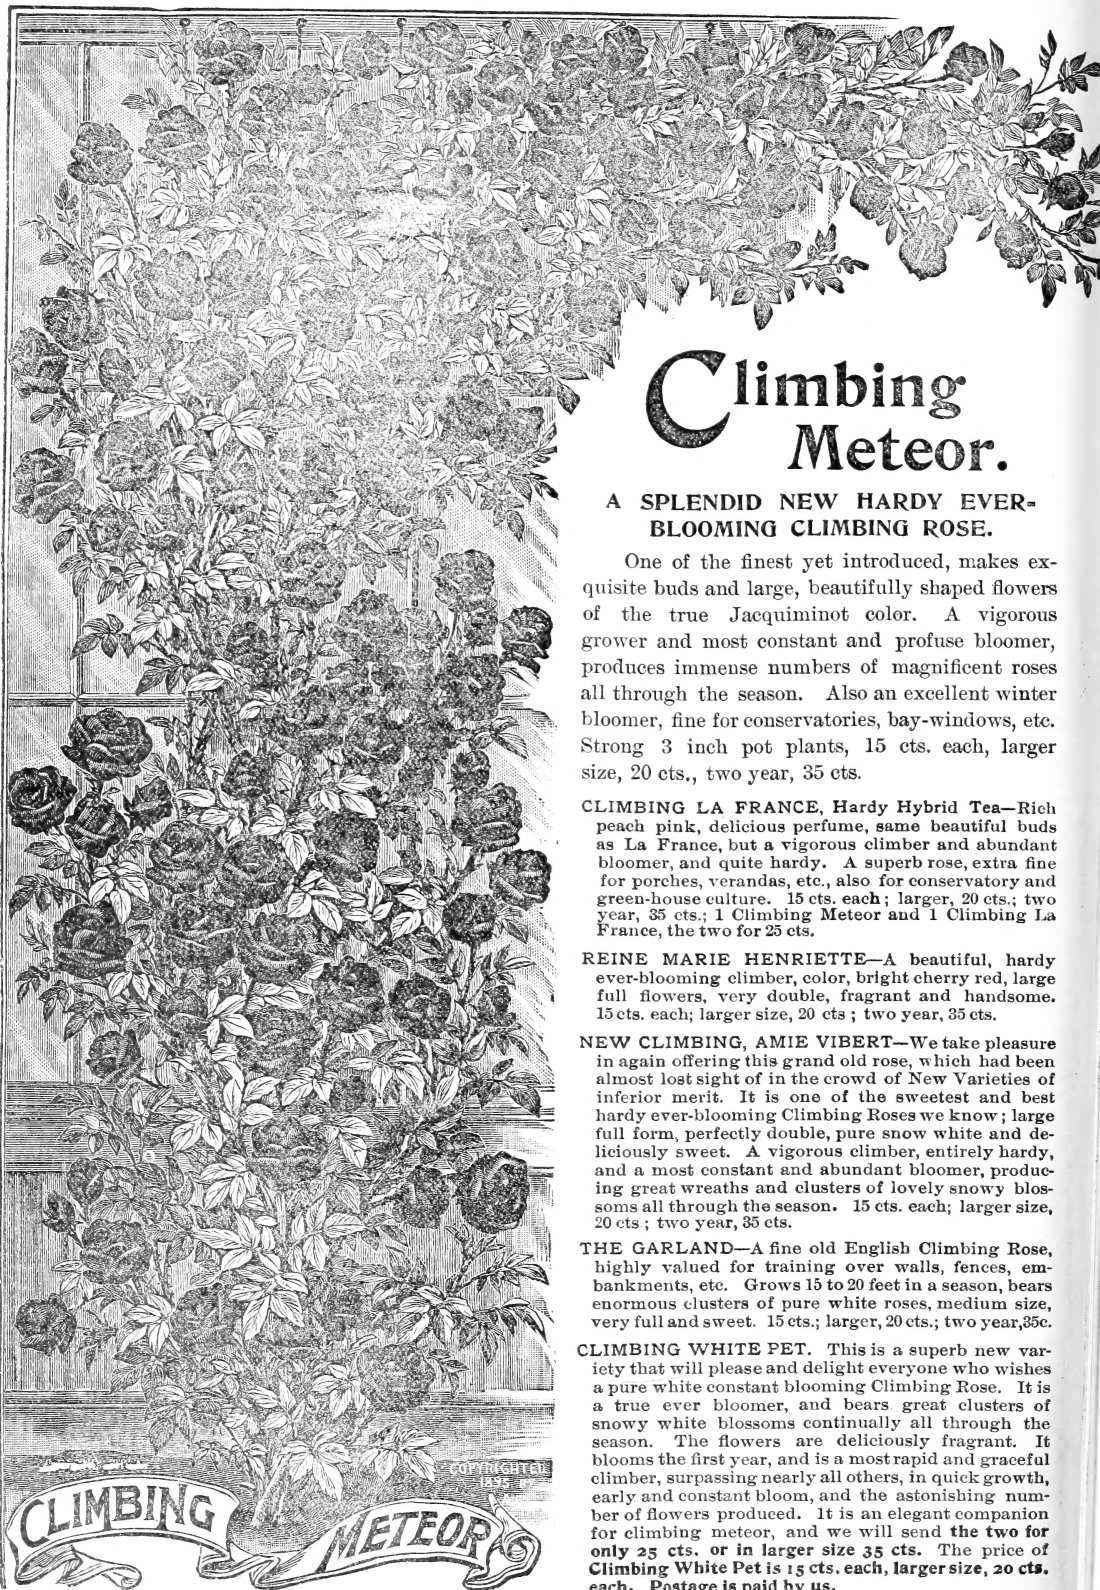 Climbing
Meteor.
A SPLENDID NEW HARDY EVER-
BLOOMING CLIMBING ROSE.
One of the finest yet introduced, makes ex-
quisite buds and large, beautifully shaped flowers
of the true Jacquiminot color. A vigorous
grower and most constant and profuse bloomer,
produces immense numbers of magnificent roses
all through the season. Also an excellent winter
bloomer, fine for conservatories, bay-windows, etc.
Strong 3 inch pot plants, 15 cts. each, larger
size, 20 cts., two year, 35 cts.
CLIMBING LA FRANCE, Hardy Hybrid Tea—Rich
peach pink, delicious perfume, same beautiful buds
as La France, but a vigorous climber and abundant
bloomer, and quite hardy. A superb rose, extra fine
for porches, verandas, etc., also for conservatory and
green-house culture. 15 cts. each; larger, 20 cts.; two
year, 35 cts.; 1 Climbing Meteor and 1 Climbing La
France, the two for 25 cts.
REINE MARIE HENRIETTE—A beautiful, hardy
ever-blooming climber, color, bright cherry red, large
full flowers, very double, fragrant and handsome.
15 cts. each; larger size, 20 cts ; two year, 35 cts.
NEW CLIMBING, AMIE VIBERT—We take pleasure
in again offering this grand old rose, which had been
almost lost sight of in the crowd of New Varieties of
inferior merit. It is one of the sweetest and best
hardy ever-blooming Climbing Roses we know; large
full form, perfectly double, pure snow white and de-
liciously sweet. A vigorous climber, entirely hardy,
and a most constant and abundant bloomer, produc-
ing great wreaths and clusters of lovely snowy blos-
soms all through the season. 15 cts. each; larger size,
20 cts.; two year, 35 cts.
THE GARLAND—A fine old English Climbing Rose,
highly valued for training over walls, fences, em-
bankments, etc. Grows 15 to 20 feet in a season, bears
enormous clusters of pure white roses, medium size,
very full and sweet. 15 cts.; larger, 20 cts.; two year,35c.
CLIMBING WHITE PET. This is a superb new var-
iety that will please and delight everyone who wishes
a pure white constant blooming Climbing Rose. It is
a true ever bloomer, and bears great clusters of
snowy white blossoms continually all through the
season. The flowers are deliciously fragrant. It
blooms the first year, and is a most rapid and graceful
climber, surpassing nearly all others, in quick growth,
early and constant bloom, and the astonishing num-
ber of flowers produced. It is an elegant companion
for climbing meteor, and we will send the two for
only 25 cts. or in larger size 35 cts. The price of
Climbing White Pet is 15 cts. each, larger size, 20 cts.
each. Postage is paid by us.
COPYRIGHTED
CLIMBING
METEOR